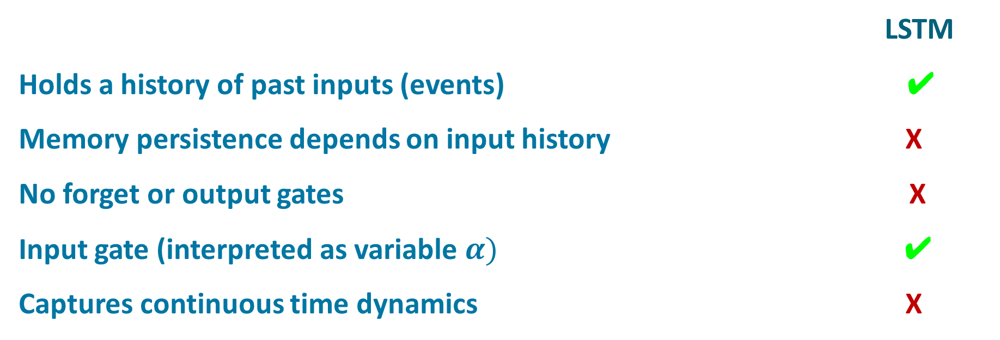 LSTM
Holds a history of past inputs (events) ✔
Memory persistence depends on input history X
No forget or output gates X
Input gate (interpreted as variable α) ✔
Captures continuous time dynamics X